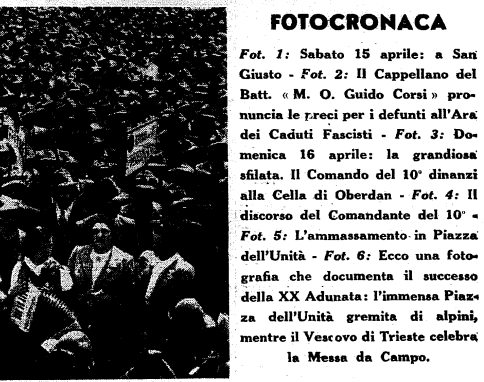 FOTOCRONACA
Fot. 1: Sabato 15 aprile: a San
Giusto - Fot. 2: Il Cappellano del
Batt. « M. O. Guido Corsi » pro-
nuncia le preci per i defunti all'Ara
dei Caduti Fascisti - Fot. 3: Do-
menica 16 aprile: la grandiosa
sfilata. Il Comando del 10° dinanzi
alla Cella di Oberdan - Fot. 4: Il
discorso del Comandante del 10° -
Fot. 5: L'ammassamento in Piazza
dell'Unità - Fot. 6: Ecco una foto-
grafia che documenta il successo
della XX Adunata: l'immensa Piaz-
za dell'Unità gremita di alpini,
mentre il Vescovo di Trieste celebra
la Messa da Campo.